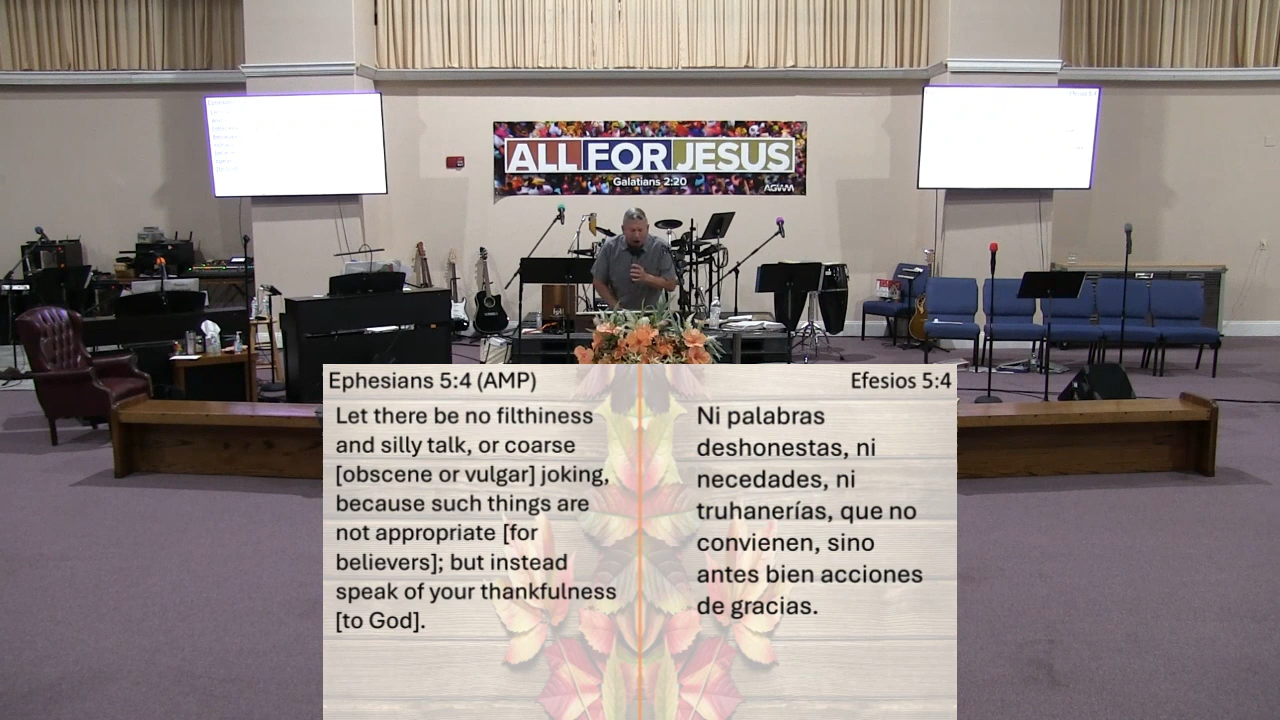 ALL FOR JESUS
Galatians 2:20
AGWM
Ephesians 5:4 (AMP)
Let there be no filthiness
and silly talk, or coarse
[obscene or vulgar] joking,
because such things are
not appropriate [for
believers]; but instead
speak of your thankfulness
[to God].
Efesios 5:4
Ni palabras
deshonestas, ni
necedades, ni
truhanerías, que no
convienen, sino
antes bien acciones
de gracias.